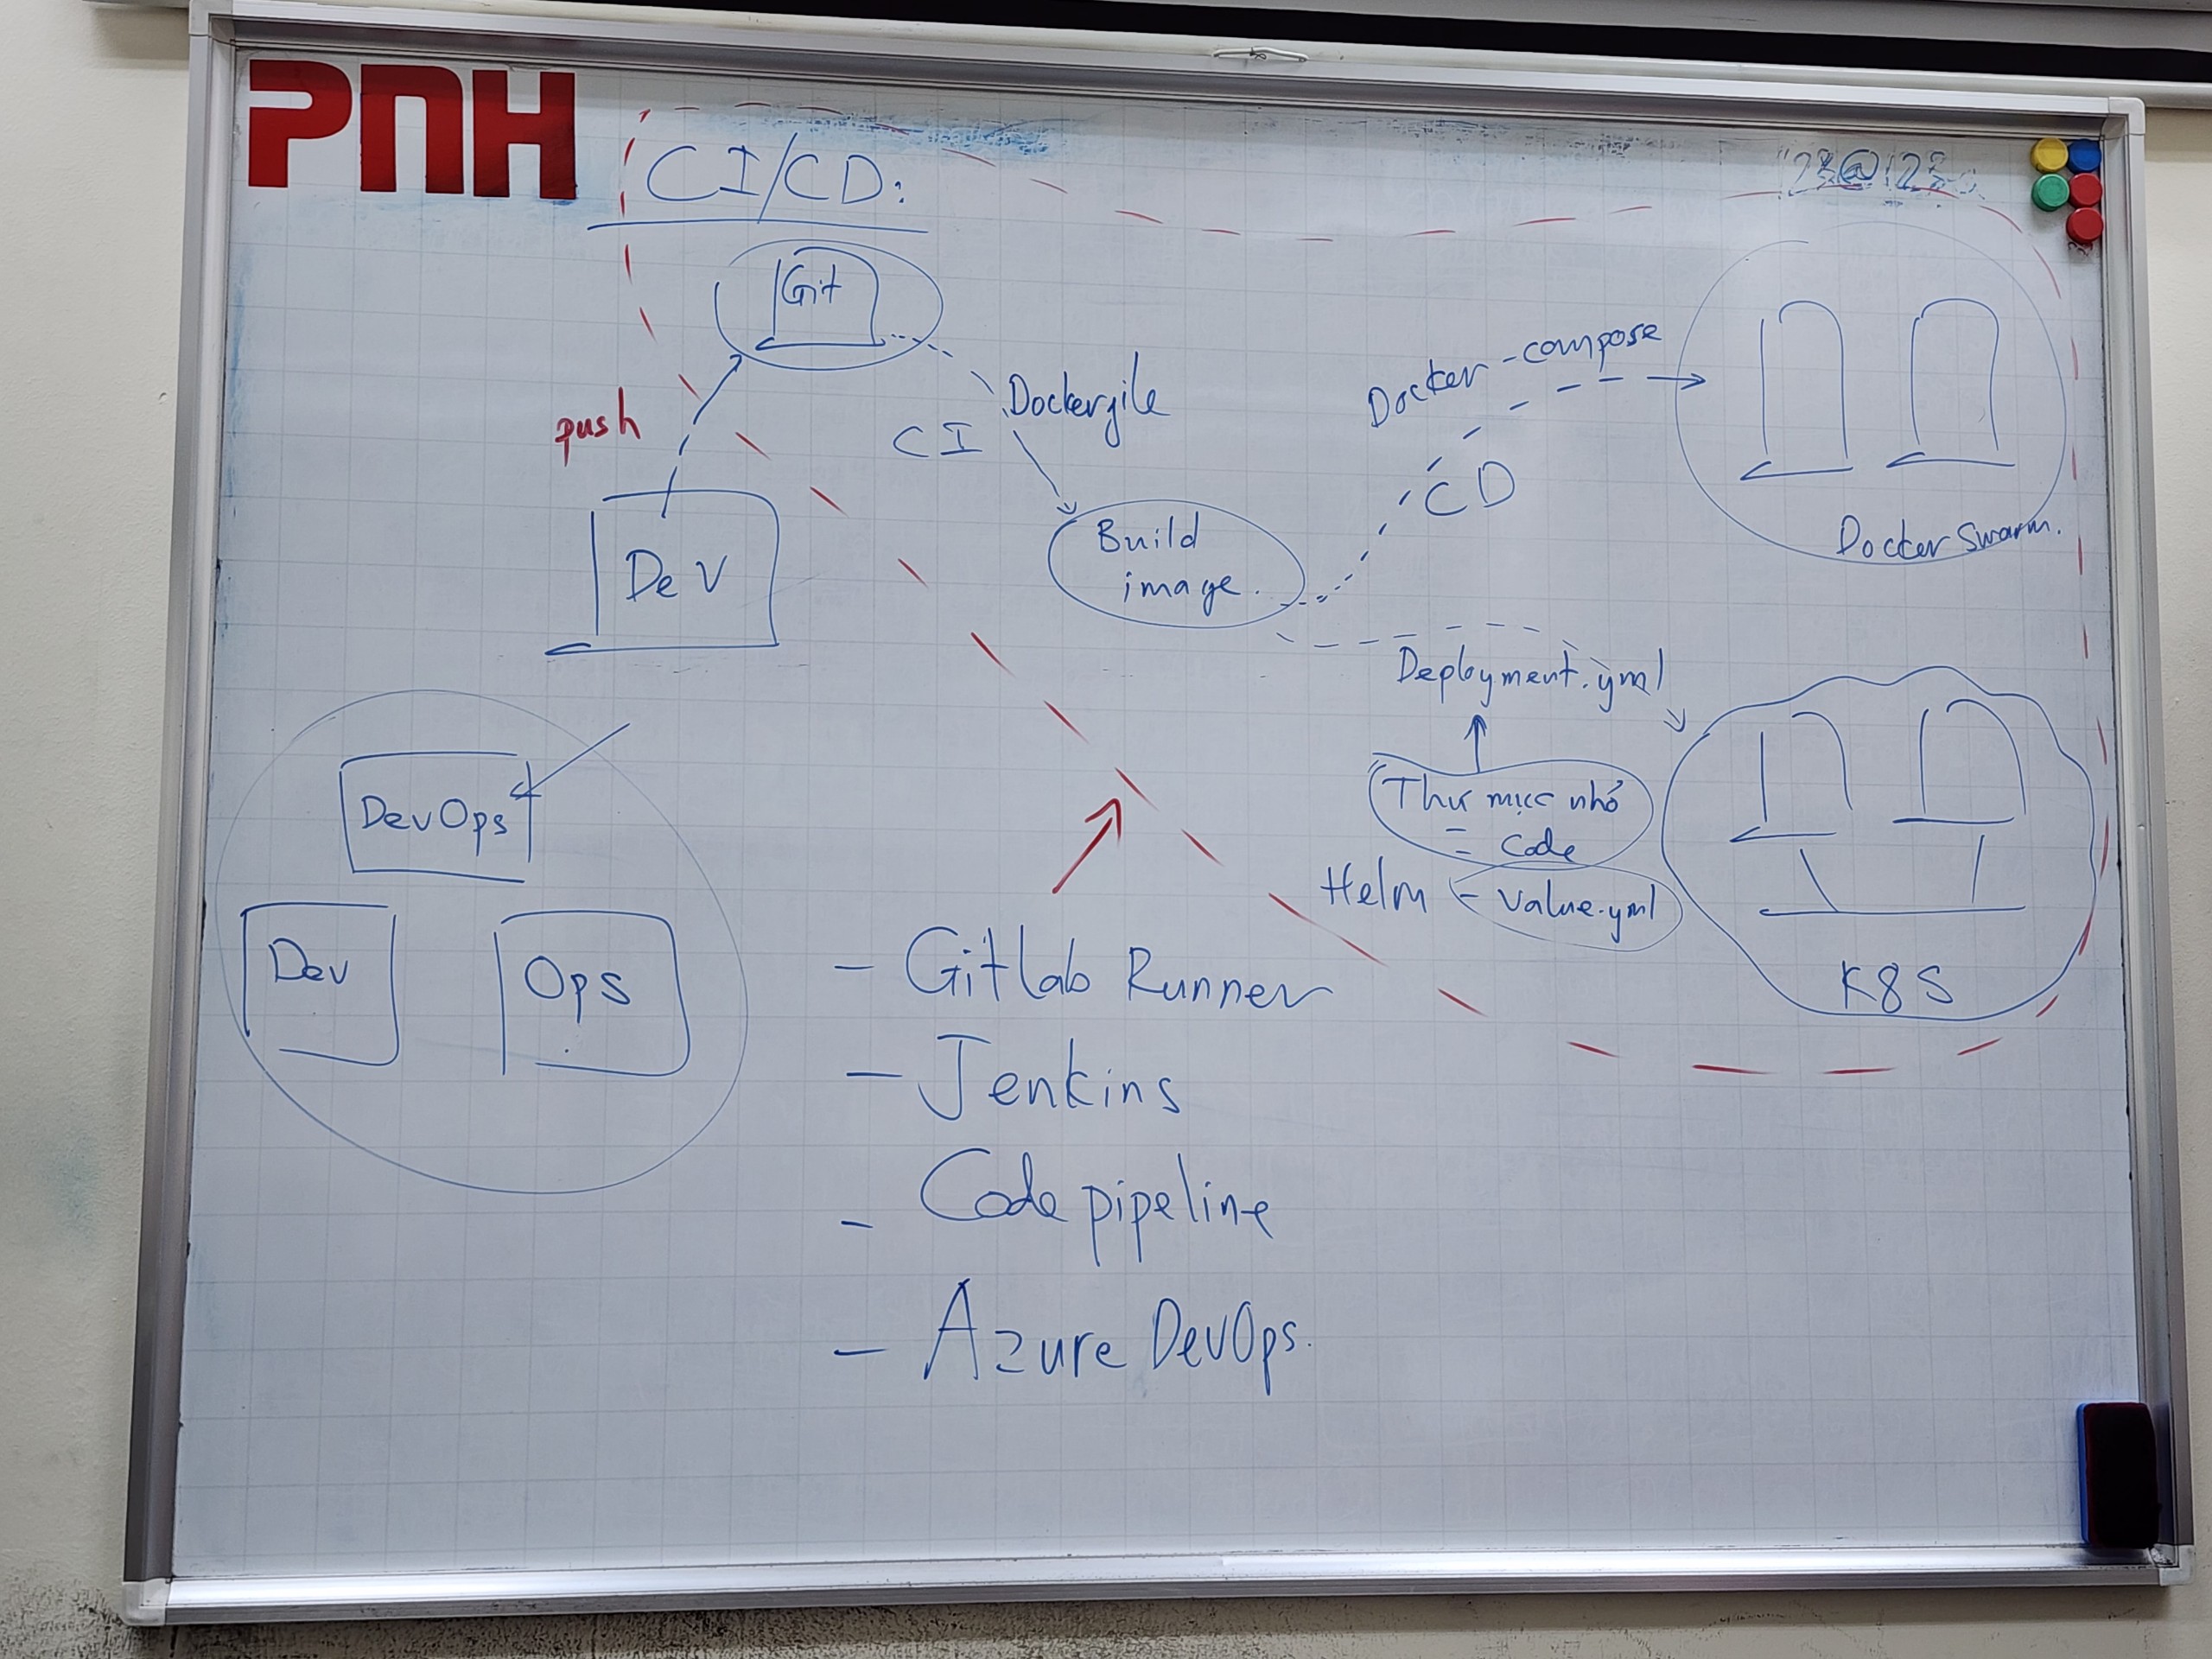 PNH
CI/CD:
Git
push
Dockerfile
CI
Dev
Build
image.
Docker-compose
CD
Docker Swarm.
Deployment.yml
Thư mục nhỏ
= Code
Helm - Value.yml
K8S
DevOps
Dev
Ops
- Gitlab Runner
- Jenkins
- Code pipeline
- Azure DevOps.